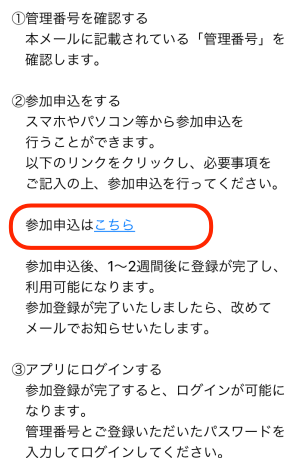 ①管理番号を確認する
本メールに記載されている「管理番号」を
確認します。
②参加申込をする
スマホやパソコン等から参加申込を
行うことができます。
以下のリンクをクリックし、必要事項を
ご記入の上、参加申込を行ってください。
参加申込はこちら
参加申込後、1〜2週間後に登録が完了し、
利用可能になります。
参加登録が完了いたしましたら、改めて
メールでお知らせいたします。
③アプリにログインする
参加登録が完了すると、ログインが可能に
なります。
管理番号とご登録いただいたパスワードを
入力してログインしてください。